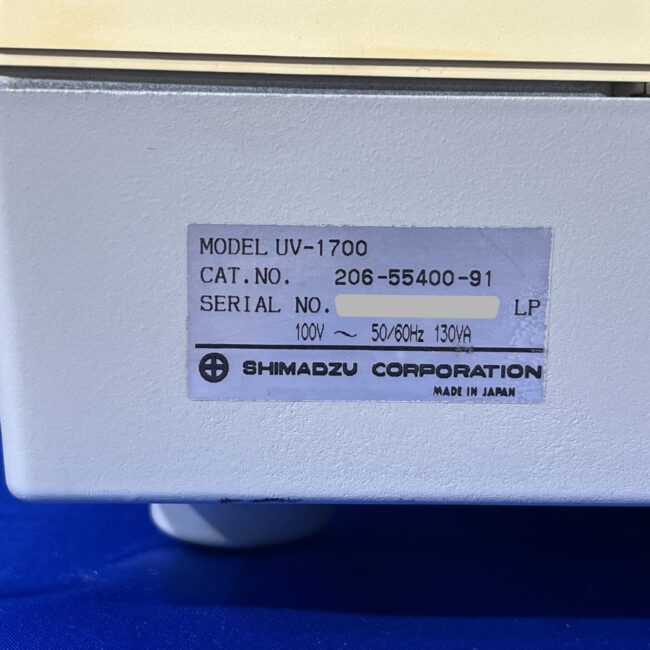 MODEL UV-1700
CAT.NO. 206-55400-91
SERIAL NO. LP
100V ～ 50/60Hz 130VA
SHIMADZU CORPORATION
MADE IN JAPAN